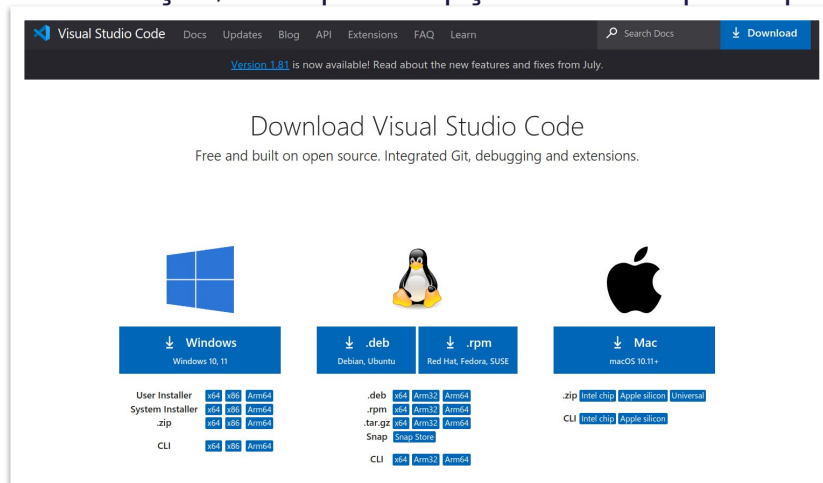 Visual Studio Code Docs Updates Blog API Extensions FAQ Learn Search Docs Download
Version 1.81 is now available! Read about the new features and fixes from July.
Download Visual Studio Code
Free and built on open source. Integrated Git, debugging and extensions.
Windows
Windows 10, 11
User Installer x64 x86 Arm64
System Installer x64 x86 Arm64
.zip x64 x86 Arm64
CLI x64 x86 Arm64
.deb
Debian, Ubuntu
.rpm
Red Hat, Fedora, SUSE
.deb x64 Arm32 Arm64
.rpm x64 Arm32 Arm64
.tar.gz x64 Arm32 Arm64
Snap Snap Store
CLI x64 Arm32 Arm64
Mac
macOS 10.11+
.zip Intel chip Apple silicon Universal
CLI Intel chip Apple silicon